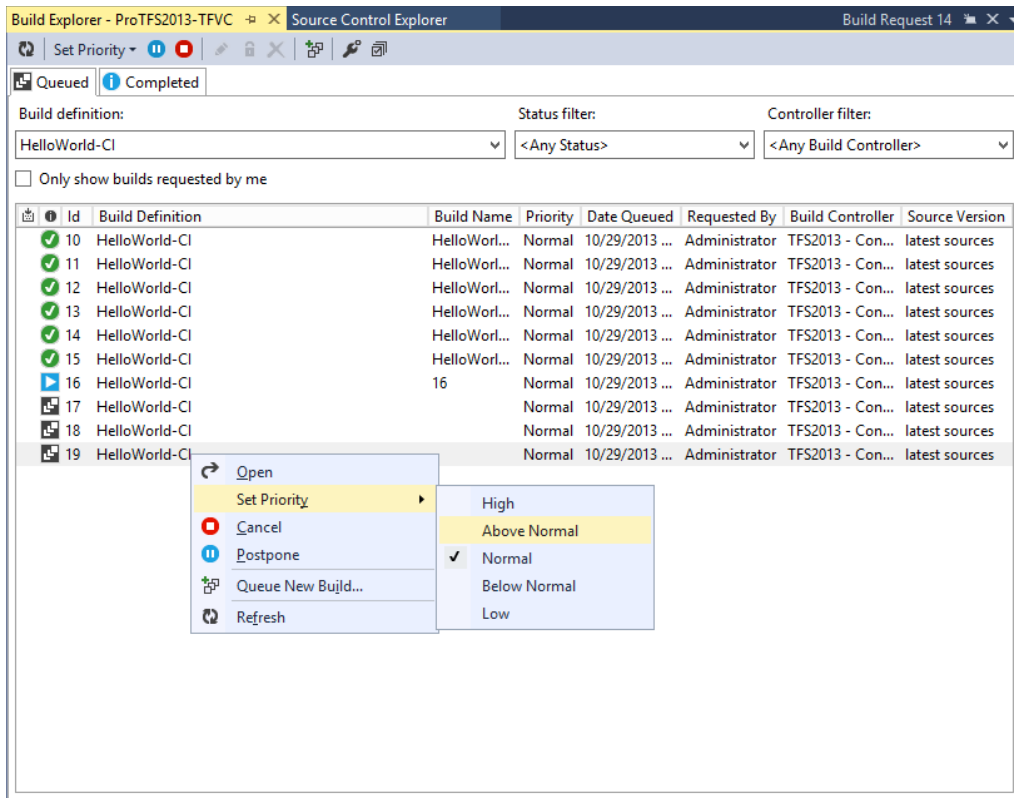 Build Explorer - ProTFS2013-TFVC Source Control Explorer Build Request 14
Set Priority
Queued Completed
Build definition: Status filter: Controller filter:
HelloWorld-CI <Any Status> <Any Build Controller>
Only show builds requested by me
Id Build Definition Build Name Priority Date Queued Requested By Build Controller Source Version
10 HelloWorld-CI HelloWorl... Normal 10/29/2013 ... Administrator TFS2013 - Con... latest sources
11 HelloWorld-CI HelloWorl... Normal 10/29/2013 ... Administrator TFS2013 - Con... latest sources
12 HelloWorld-CI HelloWorl... Normal 10/29/2013 ... Administrator TFS2013 - Con... latest sources
13 HelloWorld-CI HelloWorl... Normal 10/29/2013 ... Administrator TFS2013 - Con... latest sources
14 HelloWorld-CI HelloWorl... Normal 10/29/2013 ... Administrator TFS2013 - Con... latest sources
15 HelloWorld-CI HelloWorl... Normal 10/29/2013 ... Administrator TFS2013 - Con... latest sources
16 HelloWorld-CI 16 Normal 10/29/2013 ... Administrator TFS2013 - Con... latest sources
17 HelloWorld-CI Normal 10/29/2013 ... Administrator TFS2013 - Con... latest sources
18 HelloWorld-CI Normal 10/29/2013 ... Administrator TFS2013 - Con... latest sources
19 HelloWorld-CI Normal 10/29/2013 ... Administrator TFS2013 - Con... latest sources
Open
Set Priority
Cancel
Postpone
Queue New Build...
Refresh
High
Above Normal
Normal
Below Normal
Low